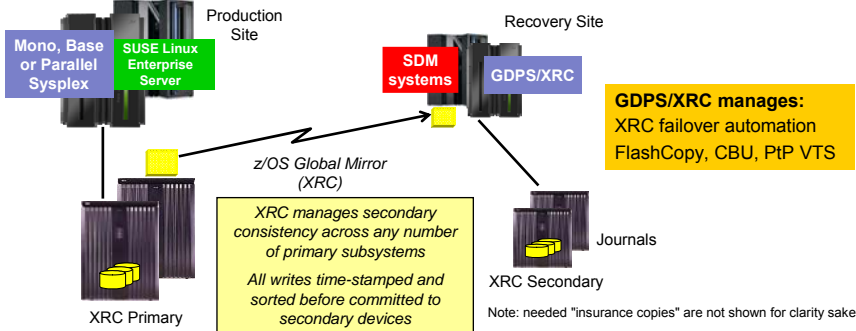 Production
Site
Mono, Base
or Parallel
Sysplex
SUSE Linux
Enterprise
Server
Recovery Site
SDM
systems
GDPS/XRC
GDPS/XRC manages:
XRC failover automation
FlashCopy, CBU, PtP VTS
z/OS Global Mirror
(XRC)
XRC manages secondary
consistency across any number
of primary subsystems
All writes time-stamped and
sorted before committed to
secondary devices
Journals
XRC Secondary
XRC Primary
Note: needed "insurance copies" are not shown for clarity sake